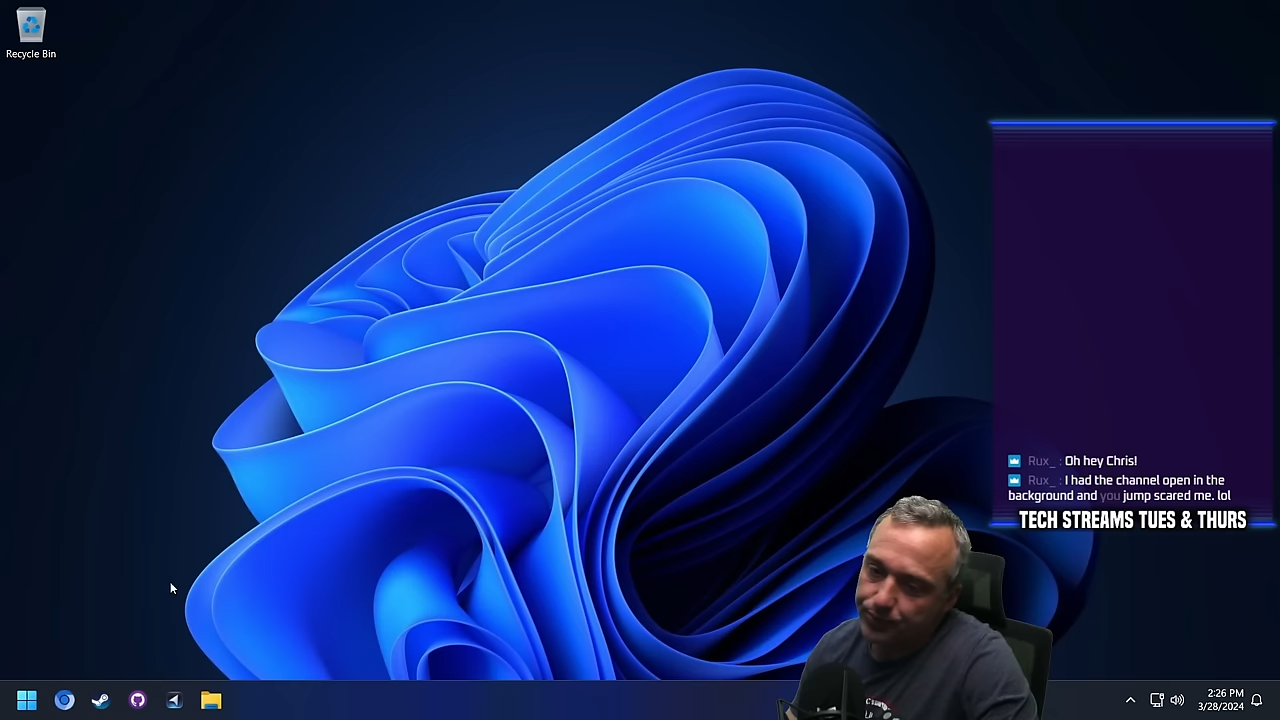 Recycle Bin
Rux_ : Oh hey Chris!
Rux_ : I had the channel open in the
background and you jump scared me. lol
TECH STREAMS TUES & THURS
2:26 PM
3/28/2024